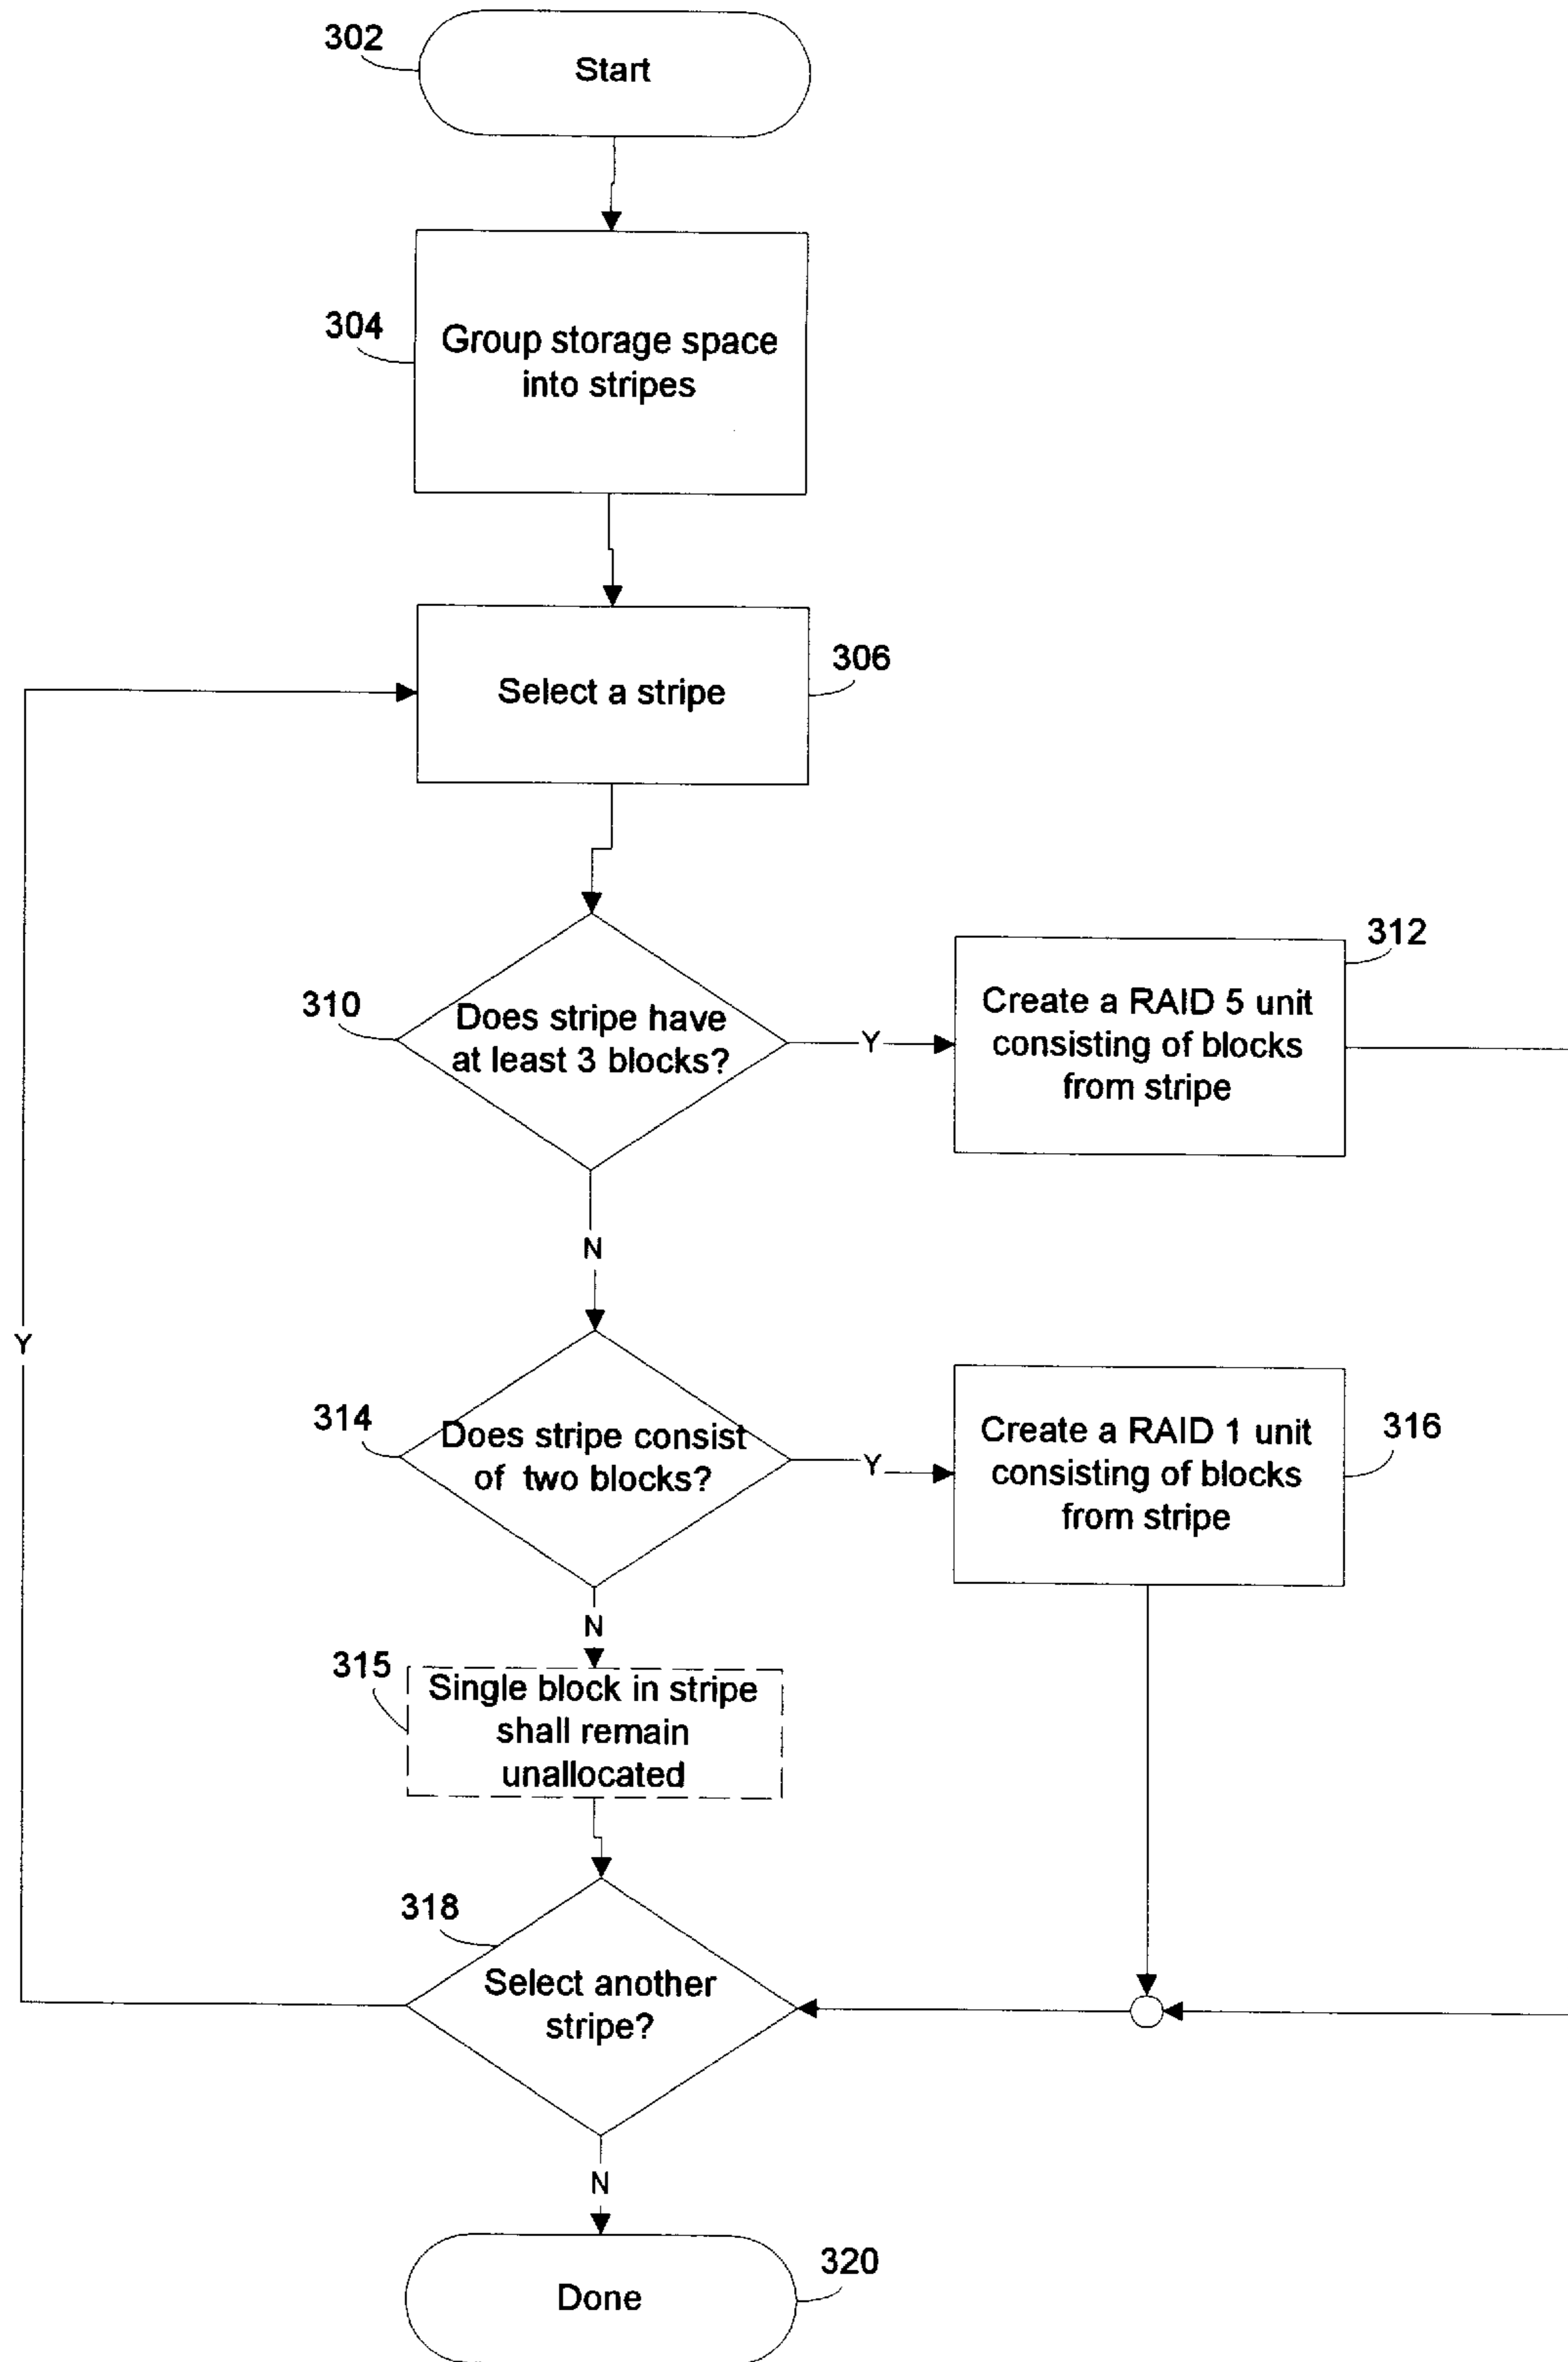 302
Start
304
Group storage space
into stripes
306
Select a stripe
310
Does stripe have
at least 3 blocks?
Y
312
Create a RAID 5 unit
consisting of blocks
from stripe
N
Y
314
Does stripe consist
of two blocks?
Y
316
Create a RAID 1 unit
consisting of blocks
from stripe
N
315
Single block in stripe
shall remain
unallocated
318
Select another
stripe?
N
320
Done